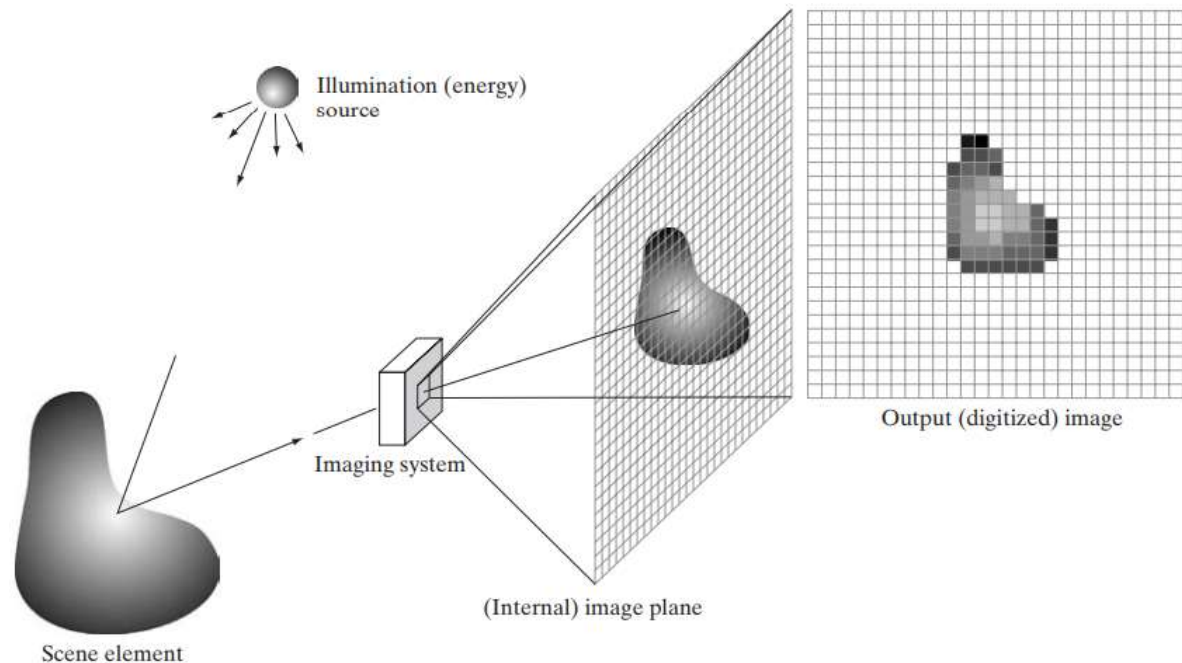 Illumination (energy)
source
Output (digitized) image
Imaging system
(Internal) image plane
Scene element